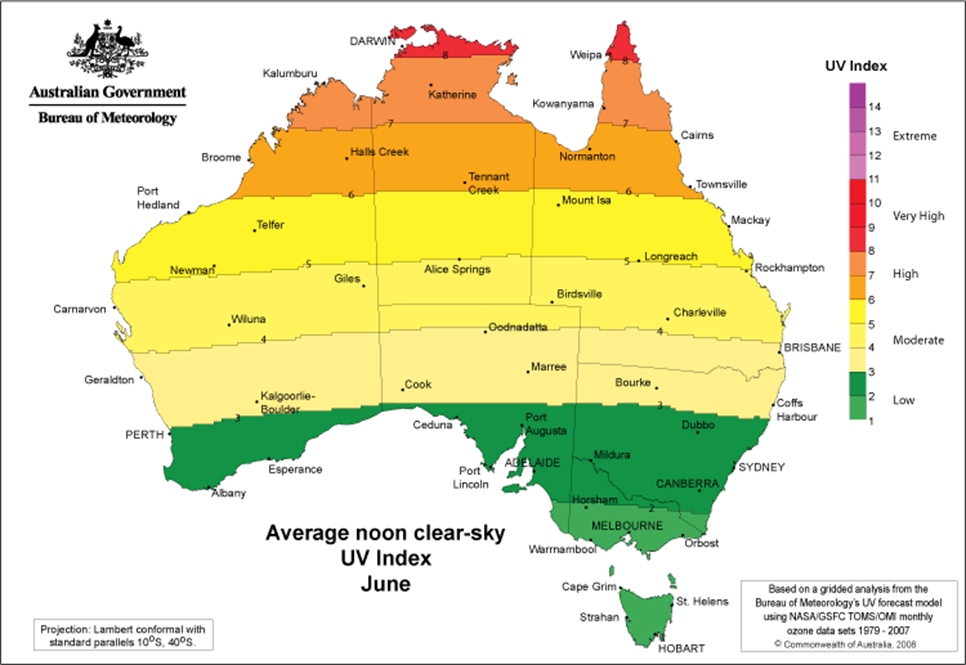 Australian Government
Bureau of Meteorology
DARWIN
8
Weipa
8
Kalumburu
Katherine
Kowanyama
7
7
Cairns
Broome
Halls Creek
Normanton
Tennant
Creek
Townsville
6
6
Port
Hedland
Mount Isa
Mackay
Telfer
Newman
5
Alice Springs
5
Longreach
Rockhampton
Giles
Carnarvon
Birdsville
Charleville
Wiluna
4
Oodnadatta
4
BRISBANE
Geraldton
Marree
Cook
Bourke
Kalgoorlie-
Boulder
3
3
Coffs
Harbour
PERTH
Ceduna
Port
Augusta
Dubbo
Esperance
Port
Lincoln
ADELAIDE
Mildura
SYDNEY
Albany
CANBERRA
Horsham
2
MELBOURNE
Warrnambool
Orbost
Cape Grim
St. Helens
Strahan
HOBART
UV Index
14
13
Extreme
12
11
10
Very High
9
8
High
7
6
5
Moderate
4
3
2
Low
1
Average noon clear-sky
UV Index
June
Projection: Lambert conformal with
standard parallels 10°S, 40°S.
Based on a gridded analysis from the
Bureau of Meteorology's UV forecast model
using NASA/GSFC TOMS/OMI monthly
ozone data sets 1979 - 2007
© Commonwealth of Australia, 2008